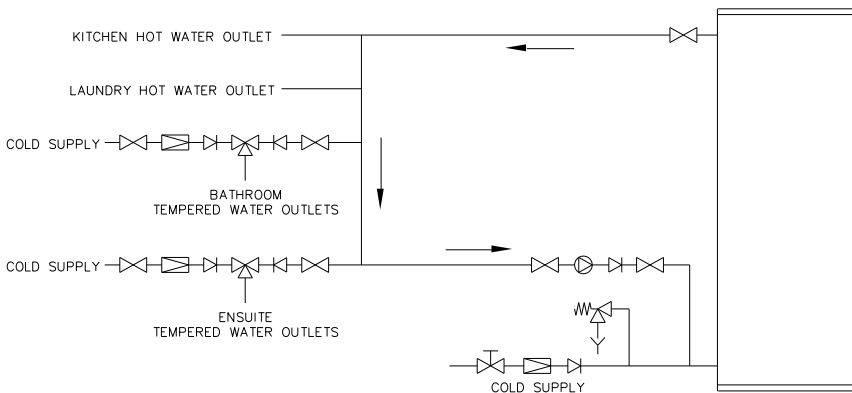 KITCHEN HOT WATER OUTLET
LAUNDRY HOT WATER OUTLET
COLD SUPPLY
BATHROOM
TEMPERED WATER OUTLETS
COLD SUPPLY
ENSUITE
TEMPERED WATER OUTLETS
COLD SUPPLY